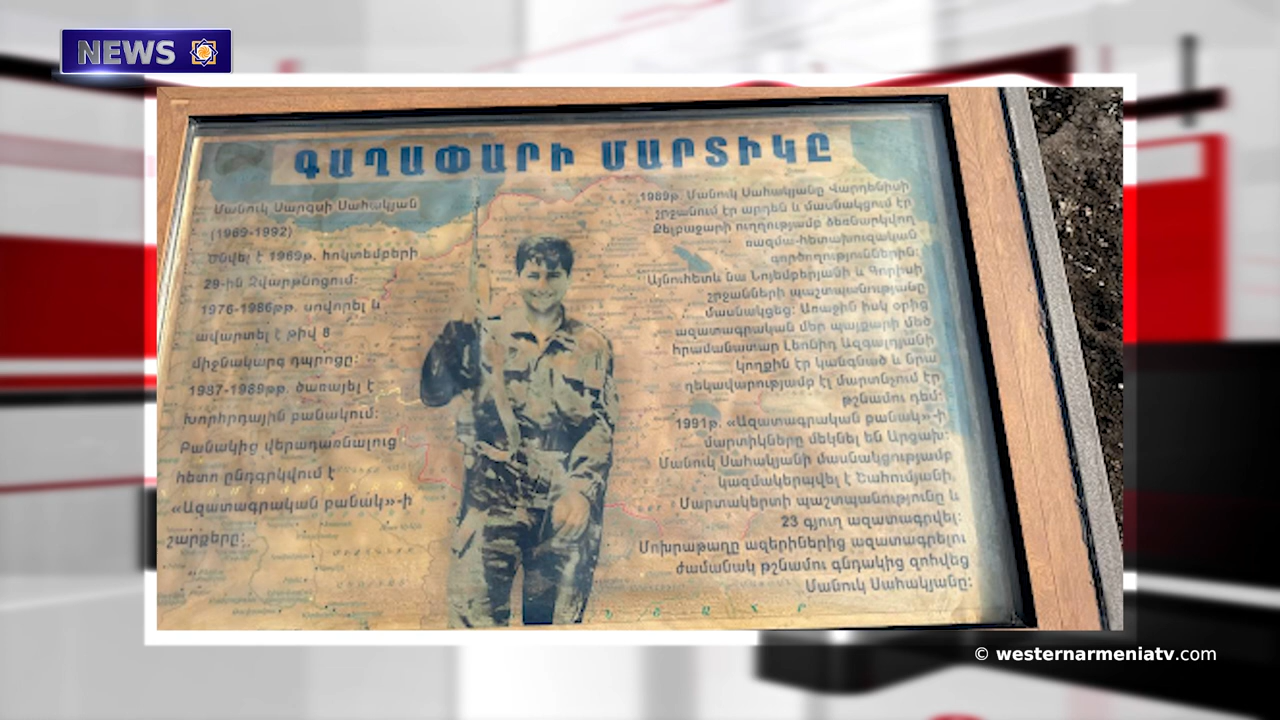 NEWS
ԳԱՂԱՓԱՐԻ ՄԱՐՏԻԿԸ
Մանուկ Սարգսի Սահակյան
(1969-1992)
Ծնվել է 1969թ. հոկտեմբերի
29-ին Զվարթնոցում:
1976-1986թթ. սովորել և
ավարտել է թիվ 8
միջնակարգ դպրոցը:
1987-1989թթ. ծառայել է
Խորհրդային բանակում:
Բանակից վերադառնալուց
հետո ընդգրկվում է
«Ազատագրական բանակ»-ի
շարքերը:
1989թ. Մանուկ Սահակյանը Վարդենիսի
շրջանում էր արդեն և մասնակցում էր
Քելբաջարի ուղղությամբ ձեռնարկվող
ռազմա-հետախուզական
գործողություններին:
Այնուհետև նա Նոյեմբերյանի և Գորիսի
շրջանների պաշտպանությանը
մասնակցեց: Առաջին իսկ օրից
ազատագրական մեր պայքարի մեծ
հրամանատար Լեոնիդ Ազգալդյանի
կողքին էր կանգնած և նրա
ղեկավարությամբ էլ մարտնչում էր
թշնամու դեմ:
1991թ. «Ազատագրական բանակ»-ի
մարտիկները մեկնել են Արցախ:
Մանուկ Սահակյանի մասնակցությամբ
կազմակերպվել է Շահումյանի,
Մարտակերտի պաշտպանությունը և
23 գյուղ ազատագրվել:
Մոխրաթաղը ազերիներից ազատագրելու
ժամանակ թշնամու գնդակից զոհվեց
Մանուկ Սահակյանը:
© westernarmeniatv.com